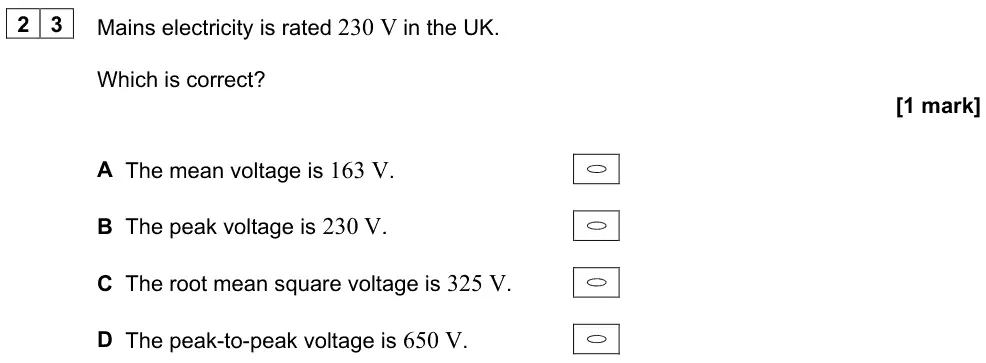 2 3 Mains electricity is rated 230 V in the UK.
Which is correct?
[1 mark]
A The mean voltage is 163 V.
B The peak voltage is 230 V.
C The root mean square voltage is 325 V.
D The peak-to-peak voltage is 650 V.